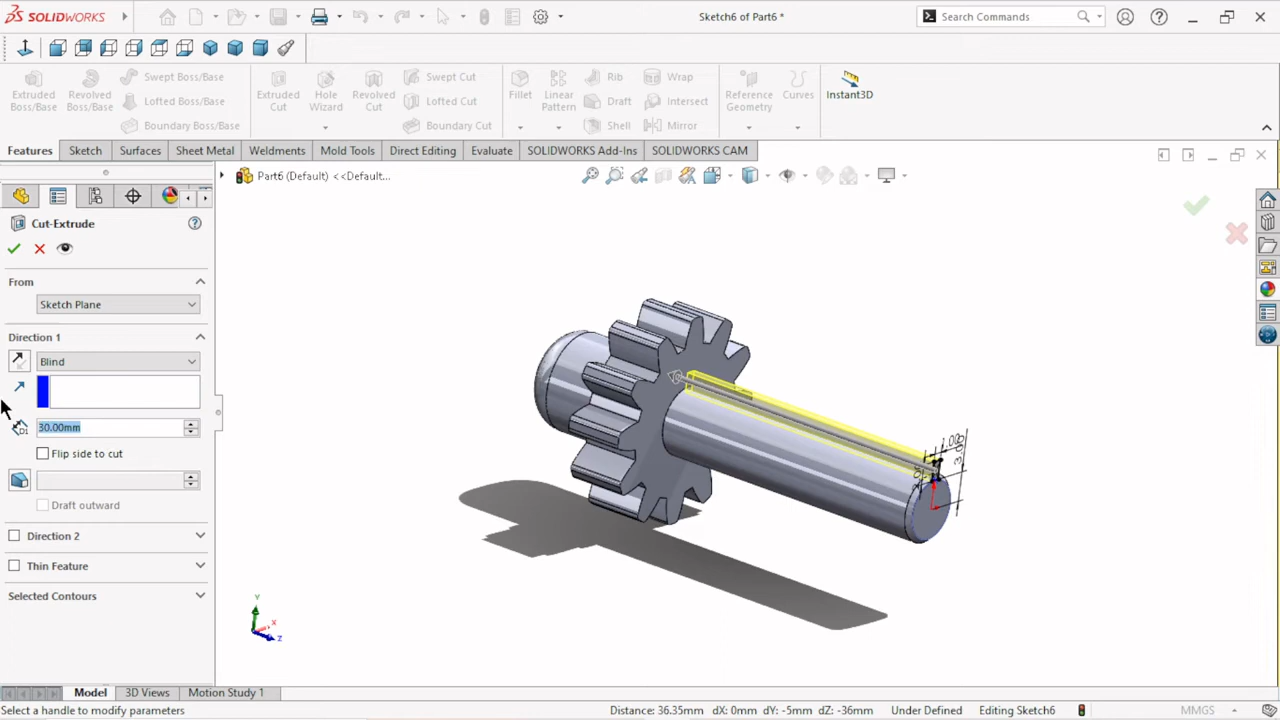 SOLIDWORKS
Sketch6 of Part6 *
Search Commands
Extruded Boss/Base
Revolved Boss/Base
Swept Boss/Base
Lofted Boss/Base
Boundary Boss/Base
Extruded Cut
Hole Wizard
Revolved Cut
Swept Cut
Lofted Cut
Boundary Cut
Fillet
Linear Pattern
Rib
Draft
Shell
Wrap
Intersect
Mirror
Reference Geometry
Curves
Instant3D
Features
Sketch
Surfaces
Sheet Metal
Weldments
Mold Tools
Direct Editing
Evaluate
SOLIDWORKS Add-Ins
SOLIDWORKS CAM
Part6 (Default) <<Default...
Cut-Extrude
From
Sketch Plane
Direction 1
Blind
D1
30.00mm
Flip side to cut
Draft outward
Direction 2
Thin Feature
Selected Contours
Y
X
Z
Model
3D Views
Motion Study 1
Select a handle to modify parameters
Distance: 36.35mm
dX: 0mm dY: -5mm dZ: -36mm
Under Defined
Editing Sketch6
MMGS